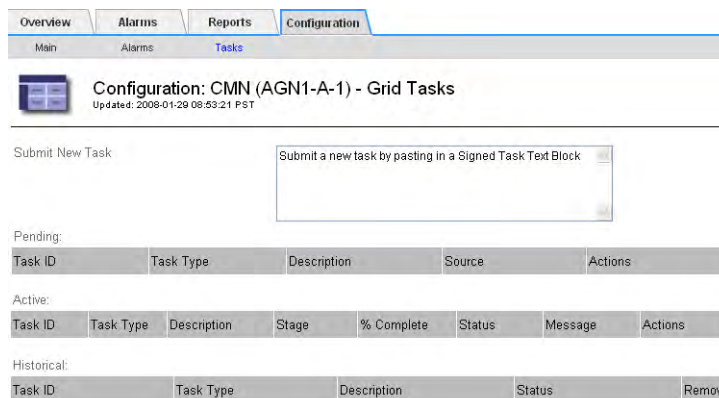 Overview Alarms Reports Configuration
Main Alarms Tasks
Configuration: CMN (AGN1-A-1) - Grid Tasks
Updated: 2008-01-29 08:53:21 PST
Submit New Task
Submit a new task by pasting in a Signed Task Text Block
Pending:
Task ID Task Type Description Source Actions
Active:
Task ID Task Type Description Stage % Complete Status Message Actions
Historical:
Task ID Task Type Description Status Remov